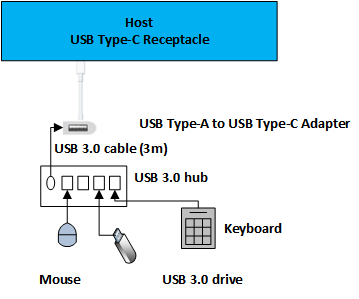 Host
USB Type-C Receptacle
USB Type-A to USB Type-C Adapter
USB 3.0 cable (3m)
USB 3.0 hub
Keyboard
Mouse
USB 3.0 drive